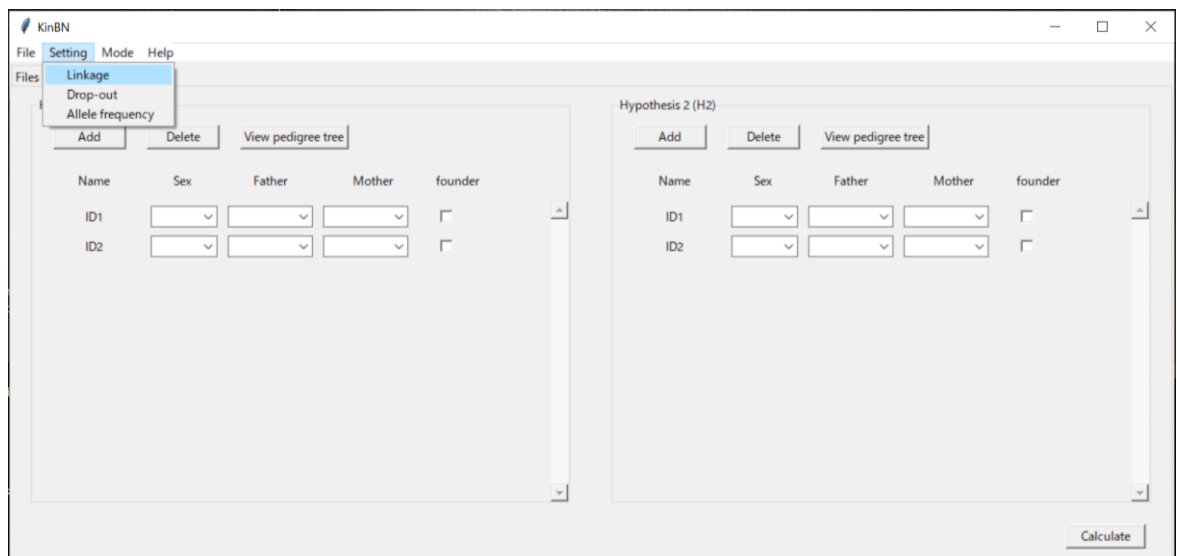 KinBN
File Setting Mode Help
Linkage
Drop-out
Allele frequency
Files
Hypothesis 2 (H2)
Add Delete View pedigree tree Add Delete View pedigree tree
Name Sex Father Mother founder Name Sex Father Mother founder
ID1 ID1
ID2 ID2
Calculate